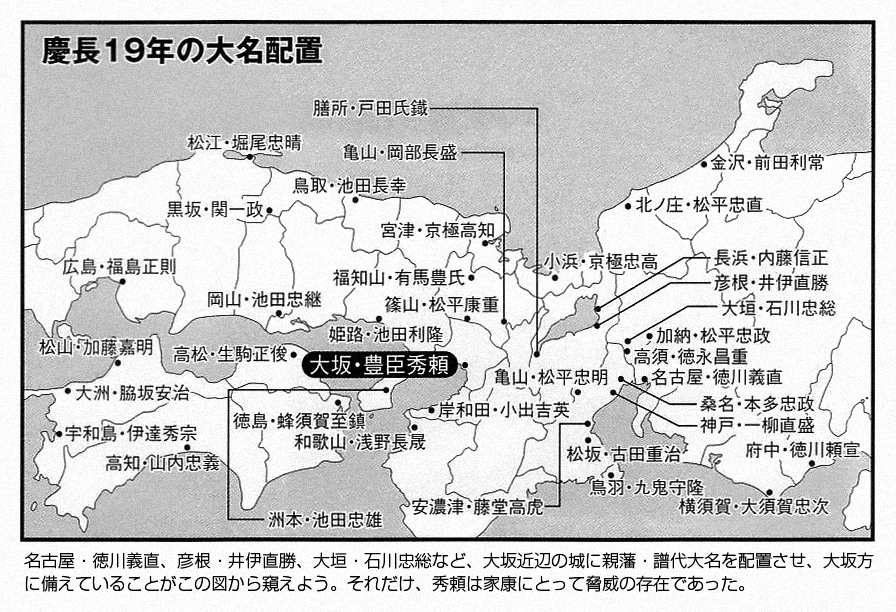 慶長19年の大名配置
膳所・戸田氏鐵
松江・堀尾忠晴
亀山・岡部長盛
金沢・前田利常
鳥取・池田長幸
黒坂・関一政
北ノ庄・松平忠直
宮津・京極高知
小浜・京極忠高
長浜・内藤信正
広島・福島正則
福知山・有馬豊氏
彦根・井伊直勝
岡山・池田忠継
篠山・松平康重
大垣・石川忠総
姫路・池田利隆
加納・松平忠政
松山・加藤嘉明
高松・生駒正俊
大坂・豊臣秀頼
高須・徳永昌重
亀山・松平忠明
名古屋・徳川義直
大洲・脇坂安治
桑名・本多忠政
徳島・蜂須賀至鎮
岸和田・小出吉英
神戸・一柳直盛
宇和島・伊達秀宗
和歌山・浅野長晟
高知・山内忠義
松坂・古田重治
府中・徳川頼宣
鳥羽・九鬼守隆
安濃津・藤堂高虎
横須賀・大須賀忠次
洲本・池田忠雄
名古屋・徳川義直、彦根・井伊直勝、大垣・石川忠総など、大坂近辺の城に親藩・譜代大名を配置させ、大坂方
に備えていることがこの図から窺えよう。それだけ、秀頼は家康にとって脅威の存在であった。